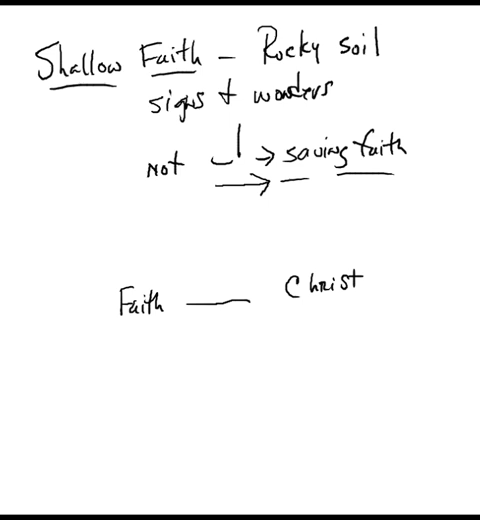 Shallow Faith - Rocky soil
signs + wonders
Not → saving faith
Faith — Christ